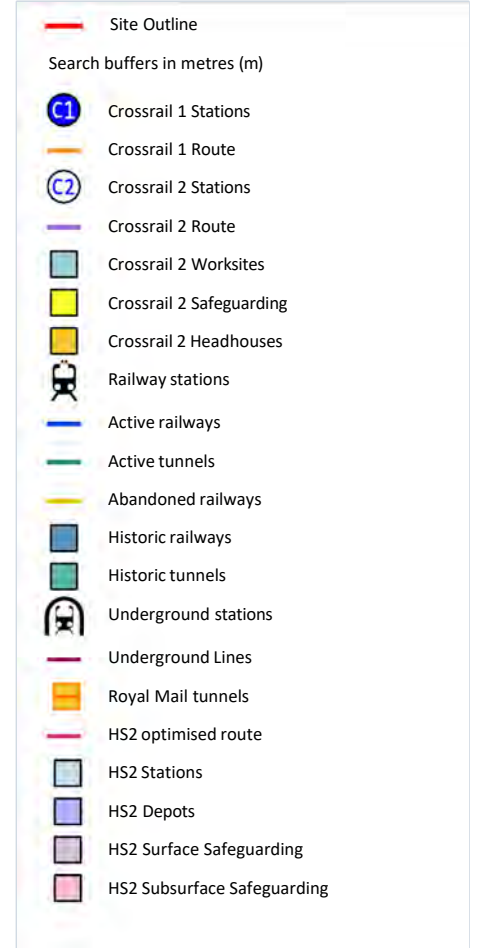 Site Outline
Search buffers in metres (m)
C1 Crossrail 1 Stations
Crossrail 1 Route
C2 Crossrail 2 Stations
Crossrail 2 Route
Crossrail 2 Worksites
Crossrail 2 Safeguarding
Crossrail 2 Headhouses
Railway stations
Active railways
Active tunnels
Abandoned railways
Historic railways
Historic tunnels
Underground stations
Underground Lines
Royal Mail tunnels
HS2 optimised route
HS2 Stations
HS2 Depots
HS2 Surface Safeguarding
HS2 Subsurface Safeguarding